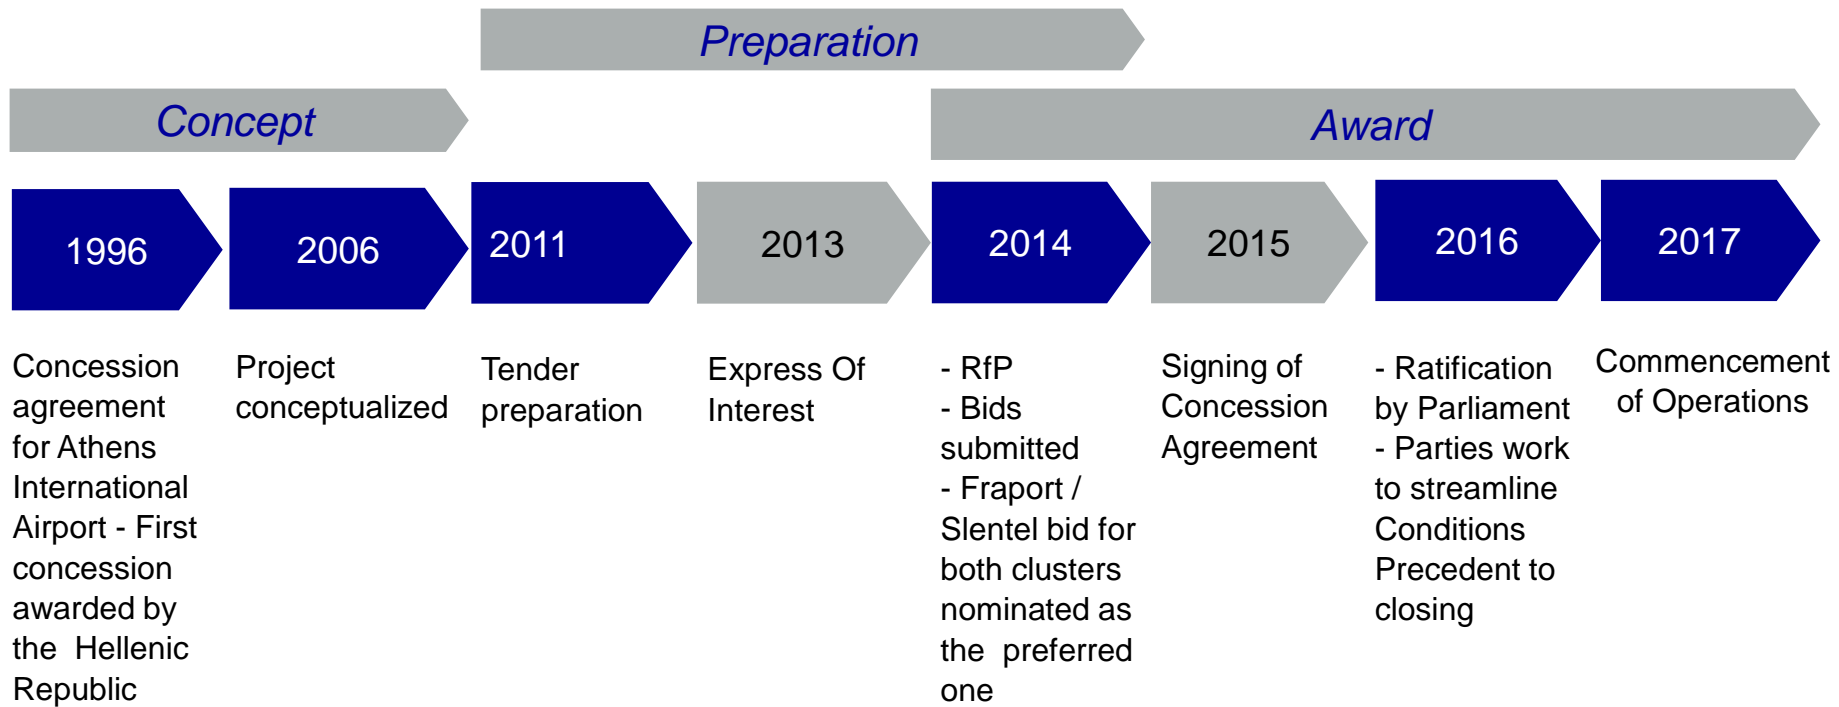 Preparation
Concept
Award
1996
2006
2011
2013
2014
2015
2016
2017
Concession
agreement
for Athens
International
Airport - First
concession
awarded by
the Hellenic
Republic
Project
conceptualized
Tender
preparation
Express Of
Interest
- RfP
- Bids
submitted
- Fraport /
Slentel bid for
both clusters
nominated as
the preferred
one
Signing of
Concession
Agreement
- Ratification
by Parliament
- Parties work
to streamline
Conditions
Precedent to
closing
Commencement
of Operations